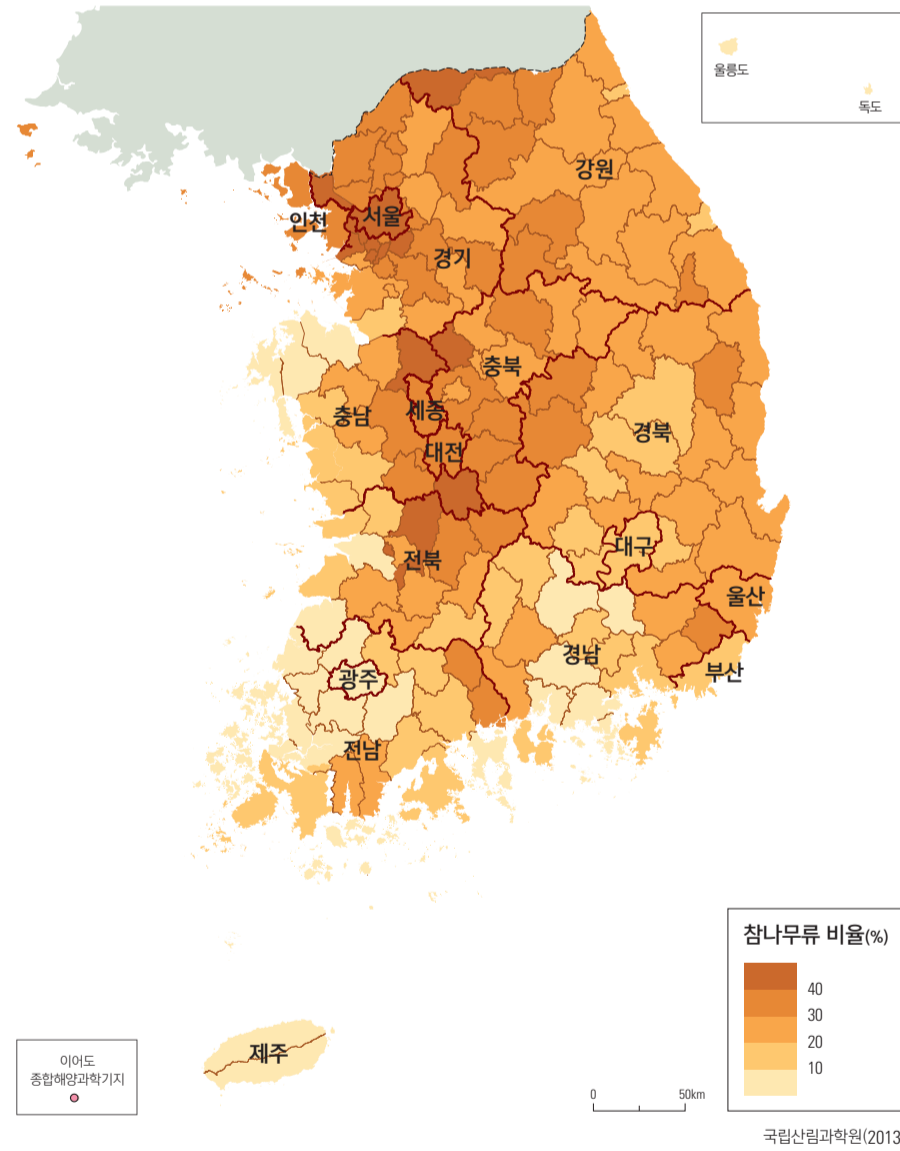 울릉도
독도
강원
인천
서울
경기
충북
충남
세종
경북
대전
대구
전북
울산
경남
부산
광주
전남
제주
참나무류 비율(%)
40
30
20
10
이어도
종합해양과학기지
0 50km
국립산림과학원(2013